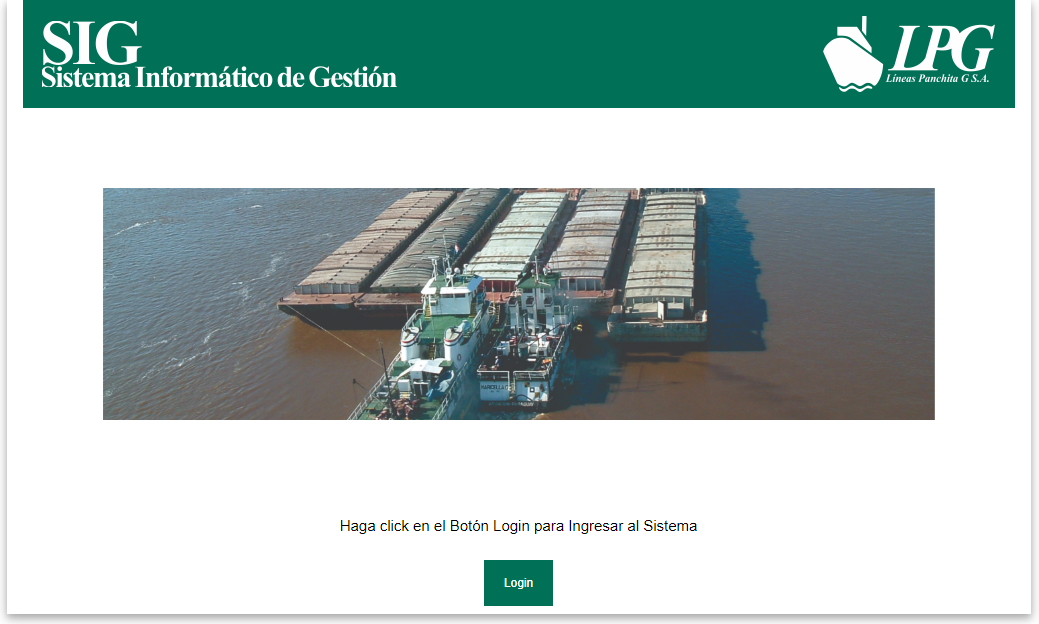 SIG
Sistema Informático de Gestión
LPG
Líneas Panchita G S.A.
Haga click en el Botón Login para Ingresar al Sistema
Login